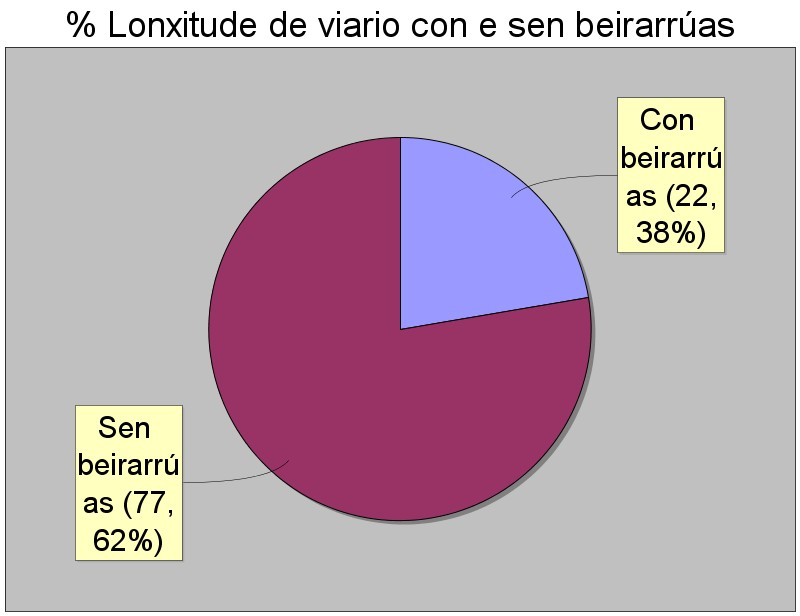 % Lonxitude de viario con e sen beirarrúas
Con
beirarrú
as (22,
38%)
Sen
beirarrú
as (77,
62%)